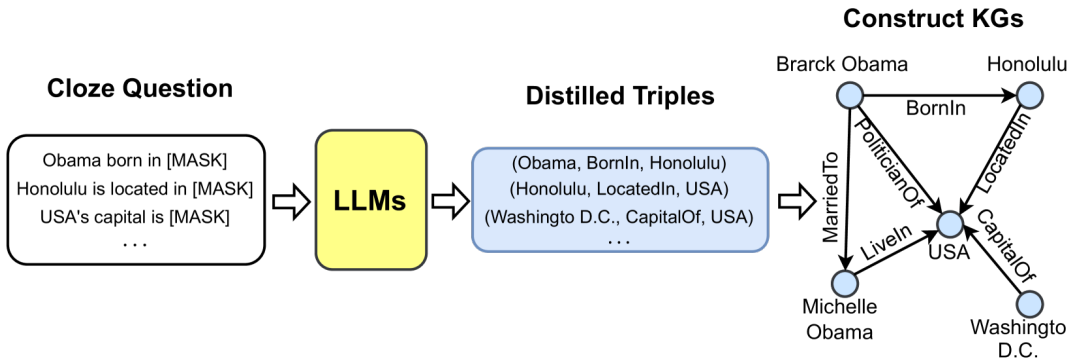 Cloze Question
Obama born in [MASK]
Honolulu is located in [MASK]
USA's capital is [MASK]
...
LLMs
Distilled Triples
(Obama, BornIn, Honolulu)
(Honolulu, LocatedIn, USA)
(Washingto D.C., CapitalOf, USA)
...
Construct KGs
Brarck Obama
Honolulu
BornIn
MarriedTo
PoliticianOf
LocatedIn
LiveIn
USA
CapitalOf
Michelle
Obama
Washingto
D.C.